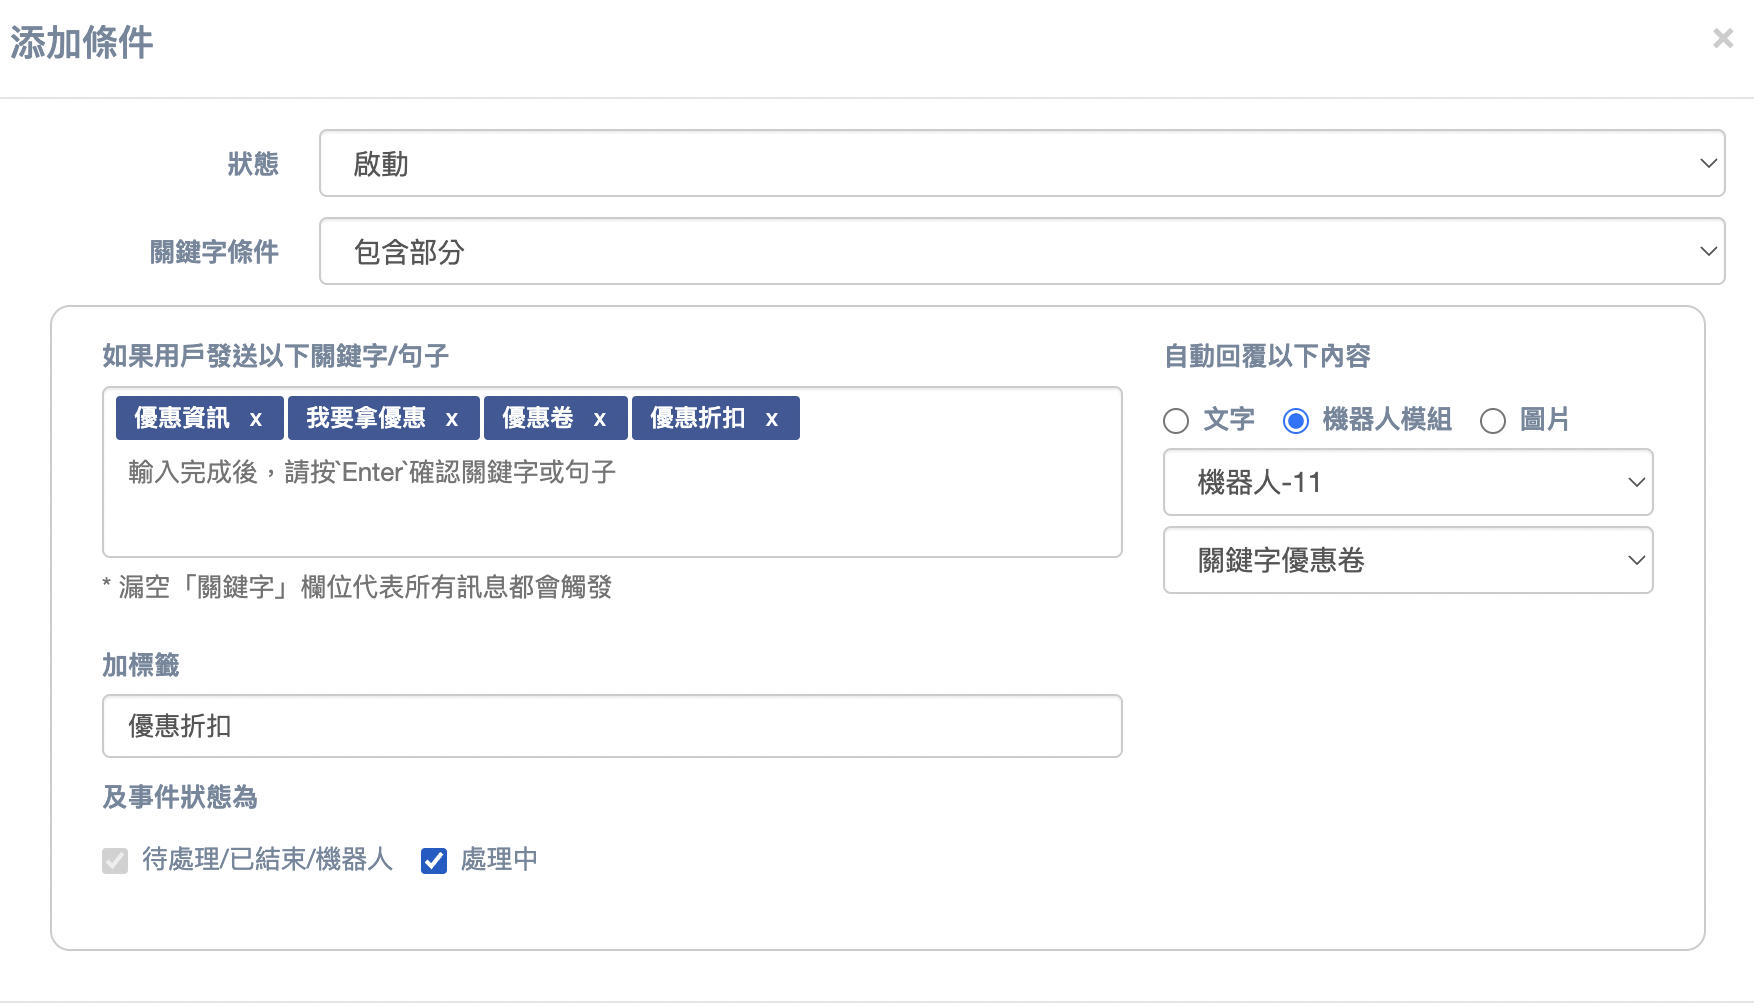 添加條件
×
狀態
啟動
關鍵字條件
包含部分
如果用戶發送以下關鍵字/句子
優惠資訊 x 我要拿優惠 x 優惠卷 x 優惠折扣 x
輸入完成後，請按`Enter`確認關鍵字或句子
* 漏空「關鍵字」欄位代表所有訊息都會觸發
加標籤
優惠折扣
及事件狀態為
待處理/已結束/機器人 處理中
自動回覆以下內容
文字 機器人模組 圖片
機器人-11
關鍵字優惠卷